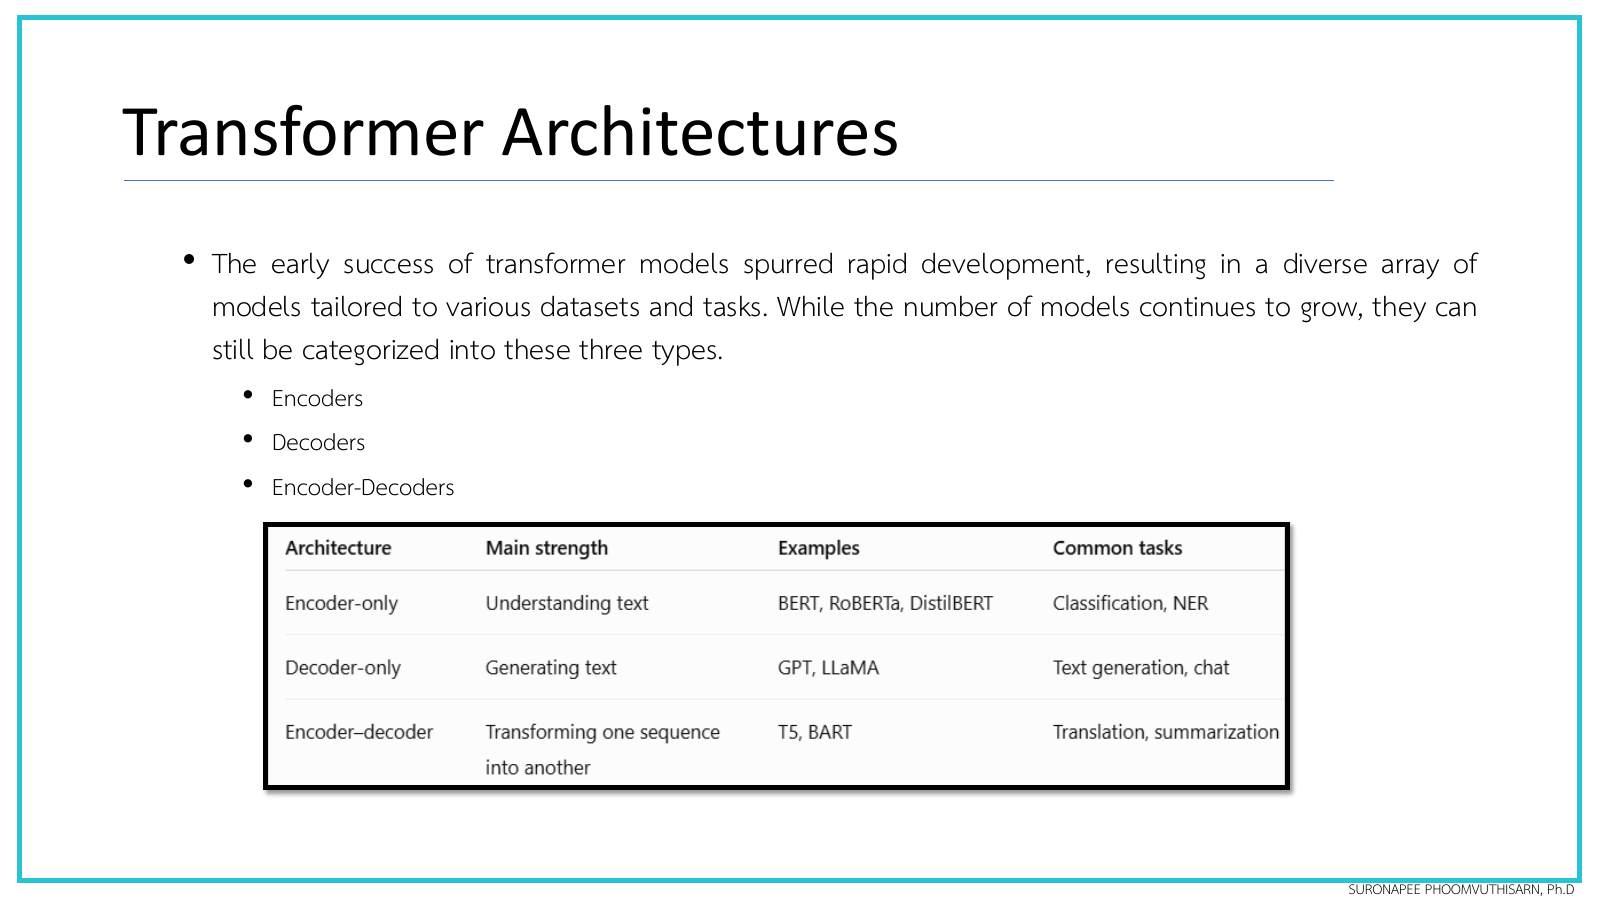 Transformer Architectures
• The early success of transformer models spurred rapid development, resulting in a diverse array of
models tailored to various datasets and tasks. While the number of models continues to grow, they can
still be categorized into these three types.
• Encoders
• Decoders
• Encoder-Decoders
Architecture Main strength Examples Common tasks
Encoder-only Understanding text BERT, RoBERTa, DistilBERT Classification, NER
Decoder-only Generating text GPT, LLaMA Text generation, chat
Encoder–decoder Transforming one sequence T5, BART Translation, summarization
into another
SURONAPEE PHOOMVUTHISARN, Ph.D